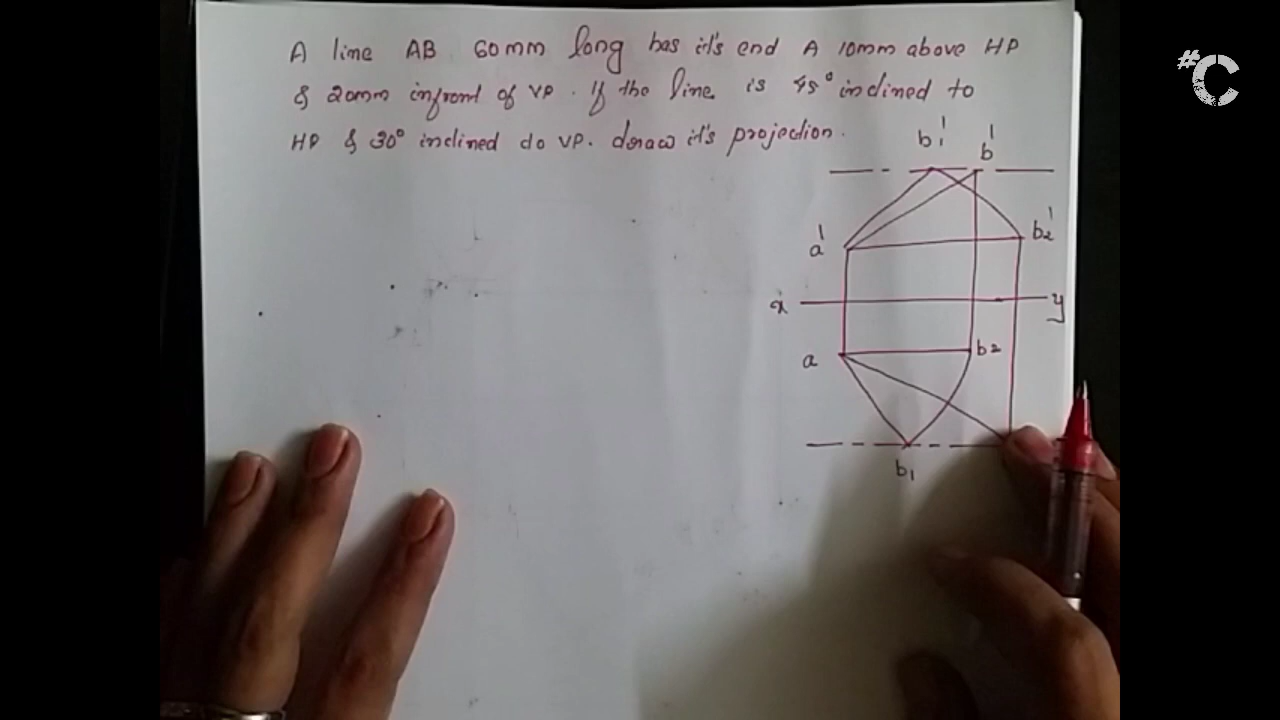 A line AB 60mm long has it's end A 10mm above HP
& 20mm infront of VP. If the line is 45° inclined to
HP & 30° inclined do VP. draw it's projection.
b1' b'
a' b2'
x y
a b2
b1
#C